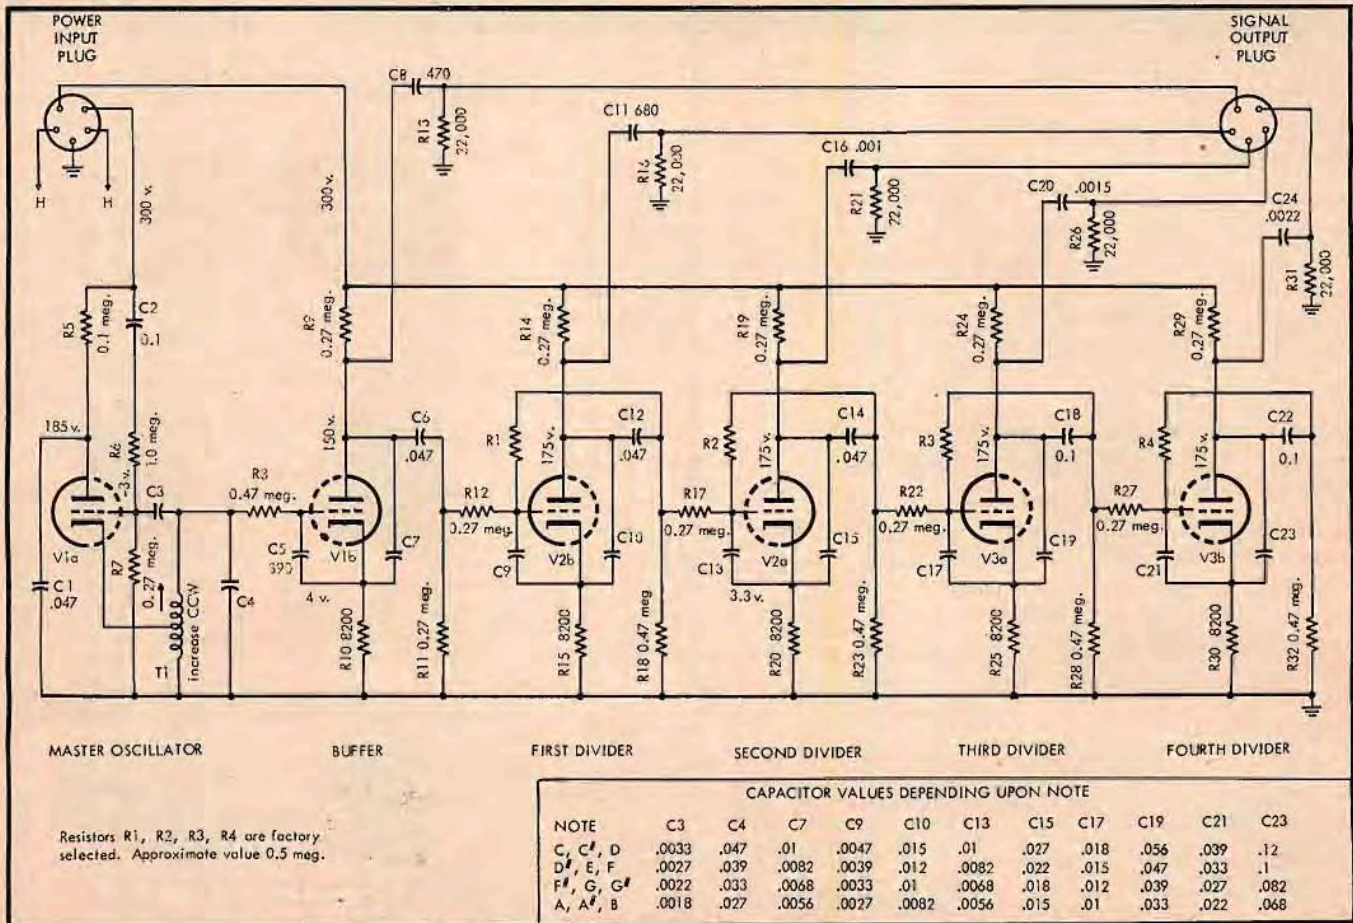 POWER
INPUT
PLUG
SIGNAL
OUTPUT
PLUG
C8 470
R13
22,000
C11 680
R16
22,000
C16 .001
R21
22,000
C20 .0015
R26
22,000
C24
.0022
R31
22,000
H
H
300 v.
300 v.
R5
0.1 meg.
C2
0.1
R9
0.27 meg.
R14
0.27 meg.
R19
0.27 meg.
R24
0.27 meg.
R29
0.27 meg.
185 v.
R6
1.0 meg.
-3 v.
C3
R8
0.47 meg.
150 v.
C6
.047
R1
175 v.
C12
.047
R2
175 v.
C14
.047
R3
175 v.
C18
0.1
R4
175 v.
C22
0.1
R12
0.27 meg.
R17
0.27 meg.
R22
0.27 meg.
R27
0.27 meg.
V1a
V1b
V2b
V2a
V3a
V3b
C1
.047
R7
0.27 meg.
T1
increase CCW
C4
C5
390
4 v.
C7
C9
C10
C13
3.3 v.
C15
C17
C19
C21
C23
R10 8200
R11 0.27 meg.
R15 8200
R18 0.47 meg.
R20 8200
R23 0.47 meg.
R25 8200
R28 0.47 meg.
R30 8200
R32 0.47 meg.
MASTER OSCILLATOR BUFFER FIRST DIVIDER SECOND DIVIDER THIRD DIVIDER FOURTH DIVIDER
Resistors R1, R2, R3, R4 are factory
selected. Approximate value 0.5 meg.
CAPACITOR VALUES DEPENDING UPON NOTE
NOTE C3 C4 C7 C9 C10 C13 C15 C17 C19 C21 C23
C, C#, D .0033 .047 .01 .0047 .015 .01 .027 .018 .056 .039 .12
D#, E, F .0027 .039 .0082 .0039 .012 .0082 .022 .015 .047 .033 .1
F#, G, G# .0022 .033 .0068 .0033 .01 .0068 .018 .012 .039 .027 .082
A, A#, B .0018 .027 .0056 .0027 .0082 .0056 .015 .01 .033 .022 .068